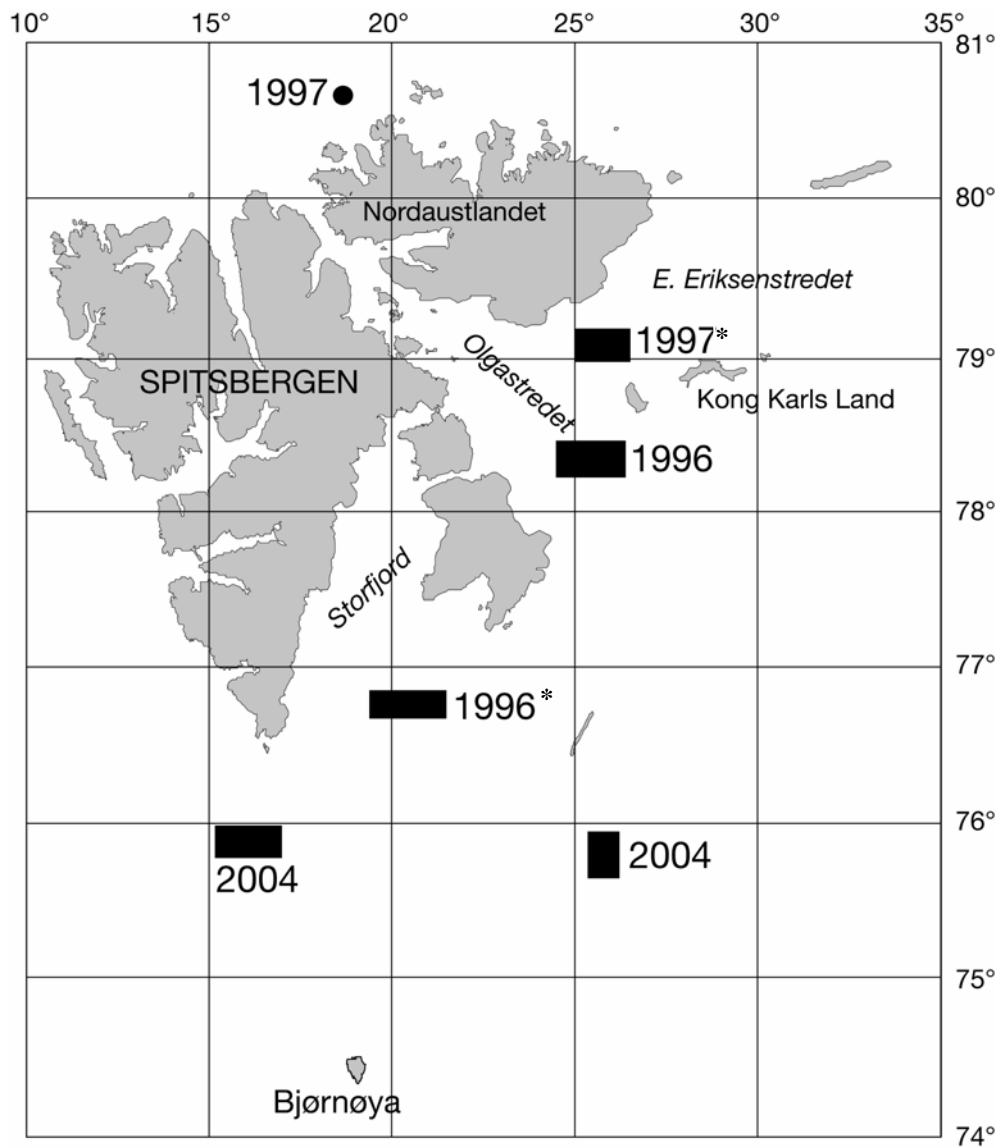 10° 15° 20° 25° 30° 35°
81°
1997
80°
Nordaustlandet
E. Eriksenstredet
1997*
79°
Olgastredet
SPITSBERGEN
Kong Karls Land
1996
78°
Storfjord
77°
1996*
76°
2004
2004
75°
Bjørnøya
74°